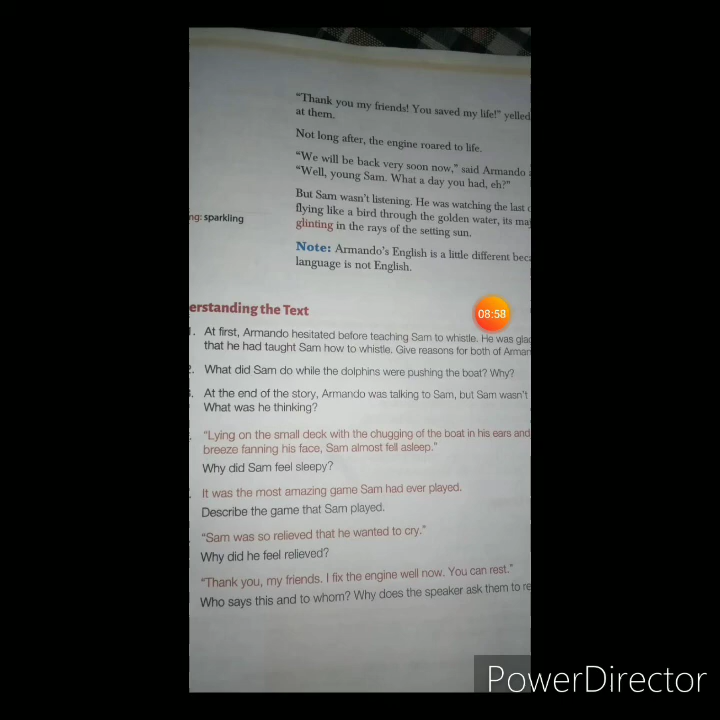 "Thank you my friends! You saved my life!" yelled
at them.
Not long after, the engine roared to life.
"We will be back very soon now," said Armando
"Well, young Sam. What a day you had, eh?"
But Sam wasn't listening. He was watching the last
flying like a bird through the golden water, its
ng: sparkling
glinting in the rays of the setting sun.
Note: Armando's English is a little different
language is not English.
erstanding the Text
08:58
1. At first, Armando hesitated before teaching Sam to whistle. He was
that he had taught Sam how to whistle. Give reasons for both of
2. What did Sam do while the dolphins were pushing the boat? Why?
At the end of the story, Armando was talking to Sam, but Sam wasn't
What was he thinking?
"Lying on the small deck with the chugging of the boat in his ears and
breeze fanning his face, Sam almost fell asleep."
Why did Sam feel sleepy?
It was the most amazing game Sam had ever played.
Describe the game that Sam played.
"Sam was so relieved that he wanted to cry."
Why did he feel relieved?
"Thank you, my friends. I fix the engine well now. You can rest."
Who says this and to whom? Why does the speaker ask them to
PowerDirector